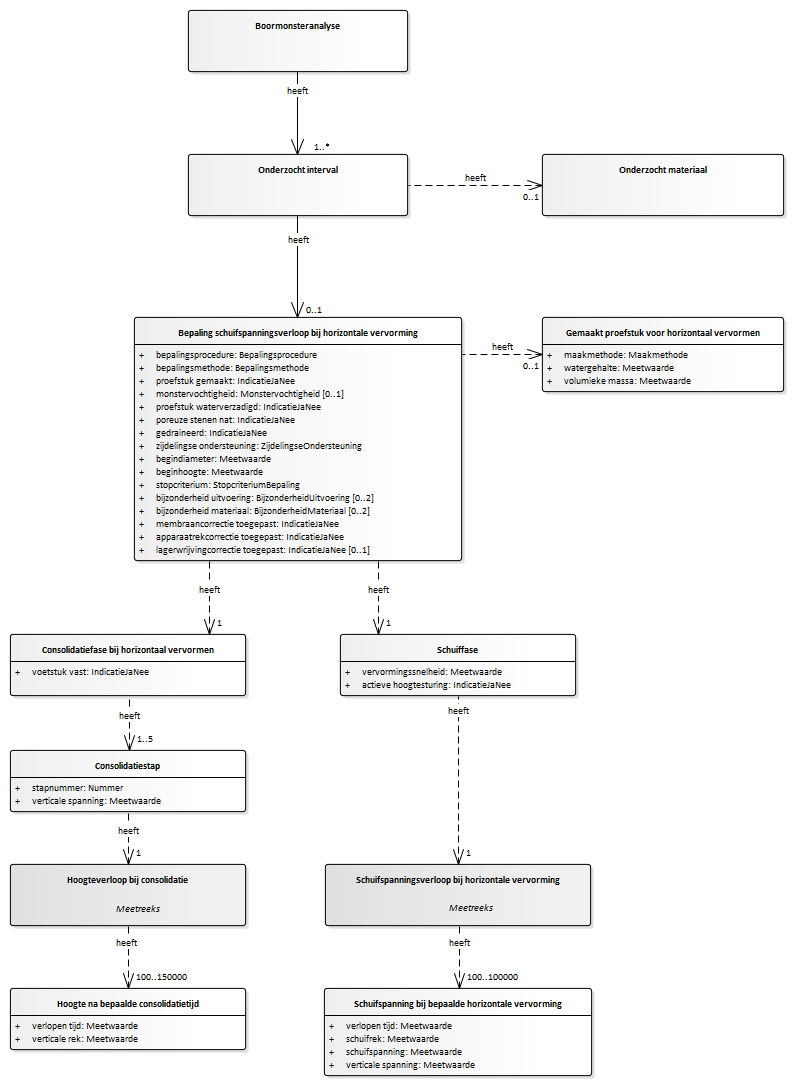 Boormonsteranalyse
heeft
1..*
Onderzocht interval
heeft
0..1
Onderzocht materiaal
heeft
0..1
Bepaling schuifspanningsverloop bij horizontale vervorming
+ bepalingsprocedure: Bepalingsprocedure
+ bepalingsmethode: Bepalingsmethode
+ proefstuk gemaakt: IndicatieJaNee
+ monstervochtigheid: Monstervochtigheid [0..1]
+ proefstuk waterverzadigd: IndicatieJaNee
+ poreuze stenen nat: IndicatieJaNee
+ gedraineerd: IndicatieJaNee
+ zijdelingse ondersteuning: ZijdelingseOndersteuning
+ begindiameter: Meetwaarde
+ beginhoogte: Meetwaarde
+ stopcriterium: StopcriteriumBepaling
+ bijzonderheid uitvoering: BijzonderheidUitvoering [0..2]
+ bijzonderheid materiaal: BijzonderheidMateriaal [0..2]
+ membraancorrectie toegepast: IndicatieJaNee
+ apparaatrekcorrectie toegepast: IndicatieJaNee
+ lagerwrijvingcorrectie toegepast: IndicatieJaNee [0..1]
heeft
0..1
Gemaakt proefstuk voor horizontaal vervormen
+ maakmethode: Maakmethode
+ watergehalte: Meetwaarde
+ volumieke massa: Meetwaarde
heeft
1
heeft
1
Consolidatiefase bij horizontaal vervormen
+ voetstuk vast: IndicatieJaNee
Schuiffase
+ vervormingssnelheid: Meetwaarde
+ actieve hoogtesturing: IndicatieJaNee
heeft
1..5
heeft
1
Consolidatiestap
+ stapnummer: Nummer
+ verticale spanning: Meetwaarde
heeft
1
Hoogteverloop bij consolidatie
Meetreeks
Schuifspanningsverloop bij horizontale vervorming
Meetreeks
heeft
100..150000
heeft
100..100000
Hoogte na bepaalde consolidatietijd
+ verlopen tijd: Meetwaarde
+ verticale rek: Meetwaarde
Schuifspanning bij bepaalde horizontale vervorming
+ verlopen tijd: Meetwaarde
+ schuifrek: Meetwaarde
+ schuifspanning: Meetwaarde
+ verticale spanning: Meetwaarde